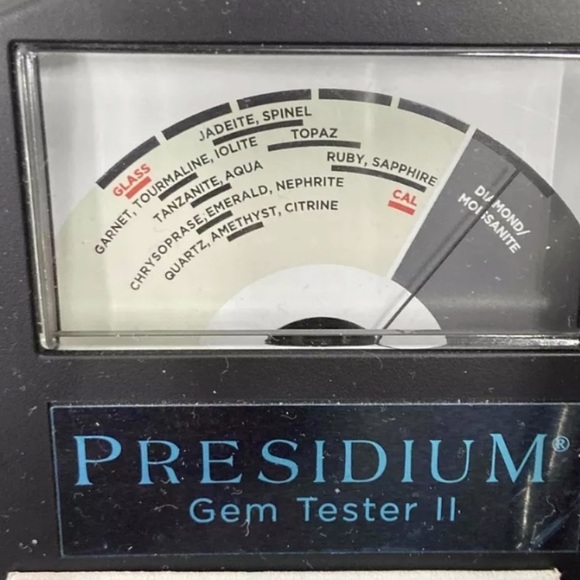 GLASS
JADEITE, SPINEL
TOPAZ
GARNET, TOURMALINE, IOLITE
RUBY, SAPPHIRE
TANZANITE, AQUA
CAL
CHRYSOPRASE, EMERALD, NEPHRITE
QUARTZ, AMETHYST, CITRINE
DIAMOND/
MOISSANITE
PRESIDIUM®
Gem Tester II